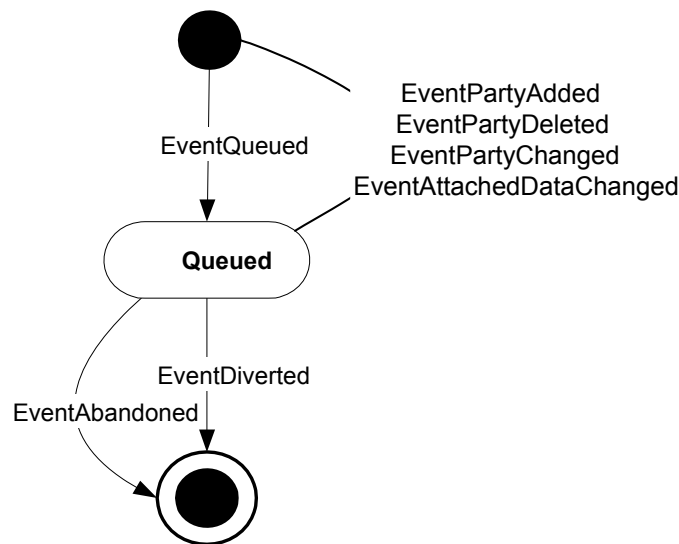 EventPartyAdded
EventPartyDeleted
EventQueued
EventPartyChanged
EventAttachedDataChanged
Queued
EventDiverted
EventAbandoned